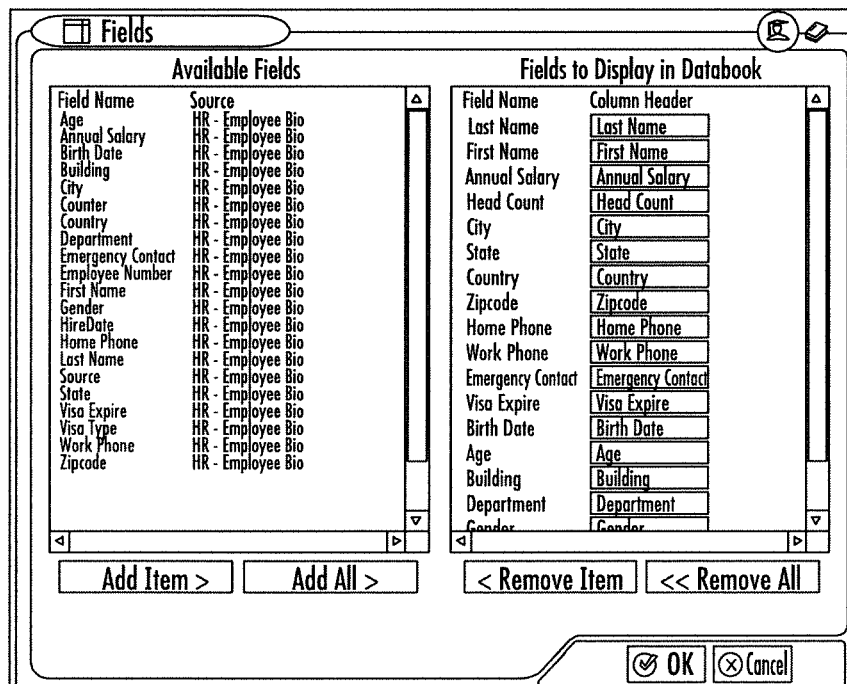 Fields
Available Fields
Field Name Source
Age HR - Employee Bio
Annual Salary HR - Employee Bio
Birth Date HR - Employee Bio
Building HR - Employee Bio
City HR - Employee Bio
Counter HR - Employee Bio
Country HR - Employee Bio
Department HR - Employee Bio
Emergency Contact HR - Employee Bio
Employee Number HR - Employee Bio
First Name HR - Employee Bio
Gender HR - Employee Bio
HireDate HR - Employee Bio
Home Phone HR - Employee Bio
Last Name HR - Employee Bio
Source HR - Employee Bio
State HR - Employee Bio
Visa Expire HR - Employee Bio
Visa Type HR - Employee Bio
Work Phone HR - Employee Bio
Zipcode HR - Employee Bio
Add Item >
Add All >
Fields to Display in Databook
Field Name Column Header
Last Name Last Name
First Name First Name
Annual Salary Annual Salary
Head Count Head Count
City City
State State
Country Country
Zipcode Zipcode
Home Phone Home Phone
Work Phone Work Phone
Emergency Contact Emergency Contact
Visa Expire Visa Expire
Birth Date Birth Date
Age Age
Building Building
Department Department
Gender Gender
< Remove Item
<< Remove All
OK
Cancel